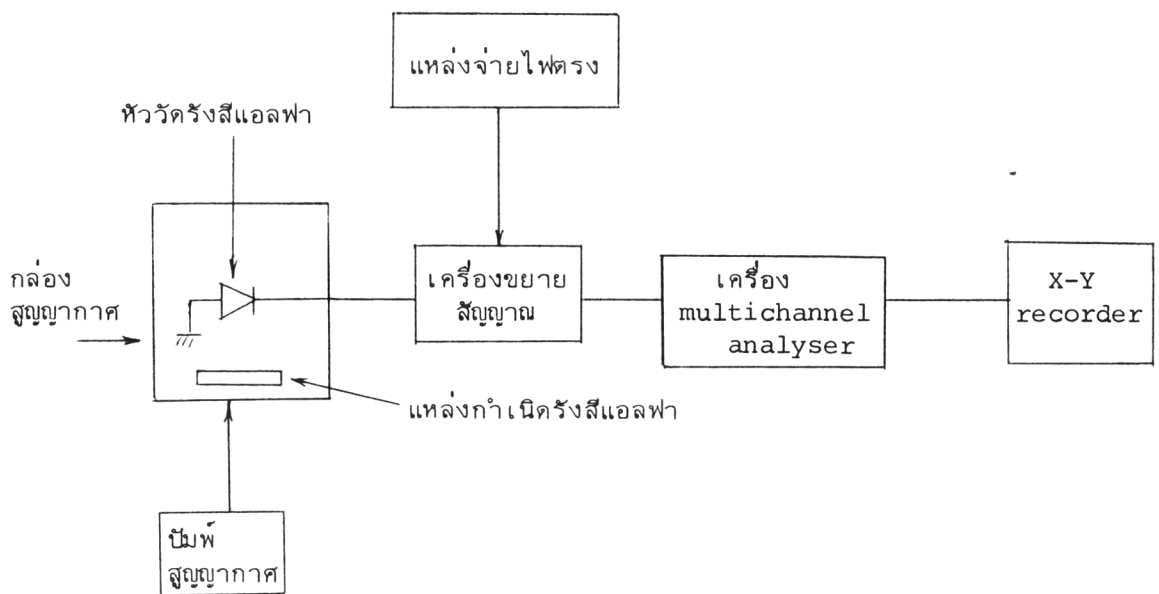 แหล่งจ่ายไฟตรง
หัววัดรังสีแอลฟา
กล่อง
สูญญากาศ
เครื่องขยาย
สัญญาณ
เครื่อง
multichannel
analyser
X-Y
recorder
แหล่งกำเนิดรังสีแอลฟา
ปัมพ์
สูญญากาศ